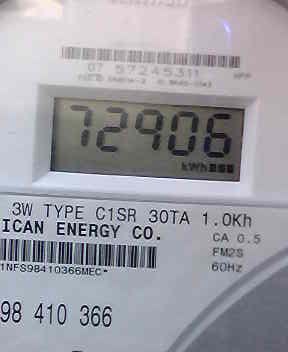 07 57245311
72906
kWh
3W TYPE C1SR 30TA 1.0Kh
ICAN ENERGY CO. CA 0.5
FM2S
1NFS98410366MEC* 60Hz
98 410 366